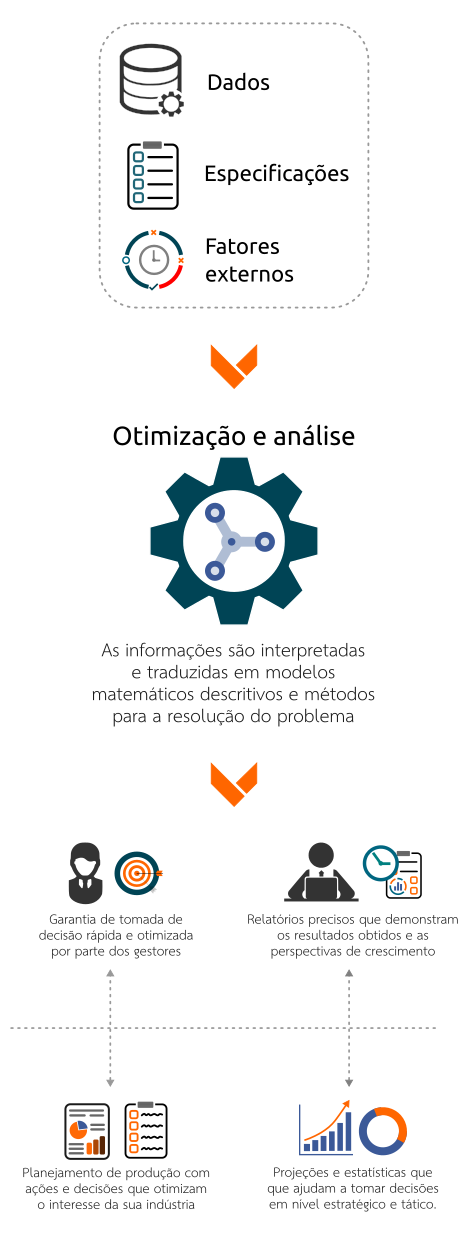 Dados
Especificações
Fatores
externos
Otimização e análise
As informações são interpretadas
e traduzidas em modelos
matemáticos descritivos e métodos
para a resolução do problema
Garantia de tomada de
decisão rápida e otimizada
por parte dos gestores
Relatórios precisos que demonstram
os resultados obtidos e as
perspectivas de crescimento
Planejamento de produção com
ações e decisões que otimizam
o interesse da sua indústria
Projeções e estatísticas que
que ajudam a tomar decisões
em nível estratégico e tático.